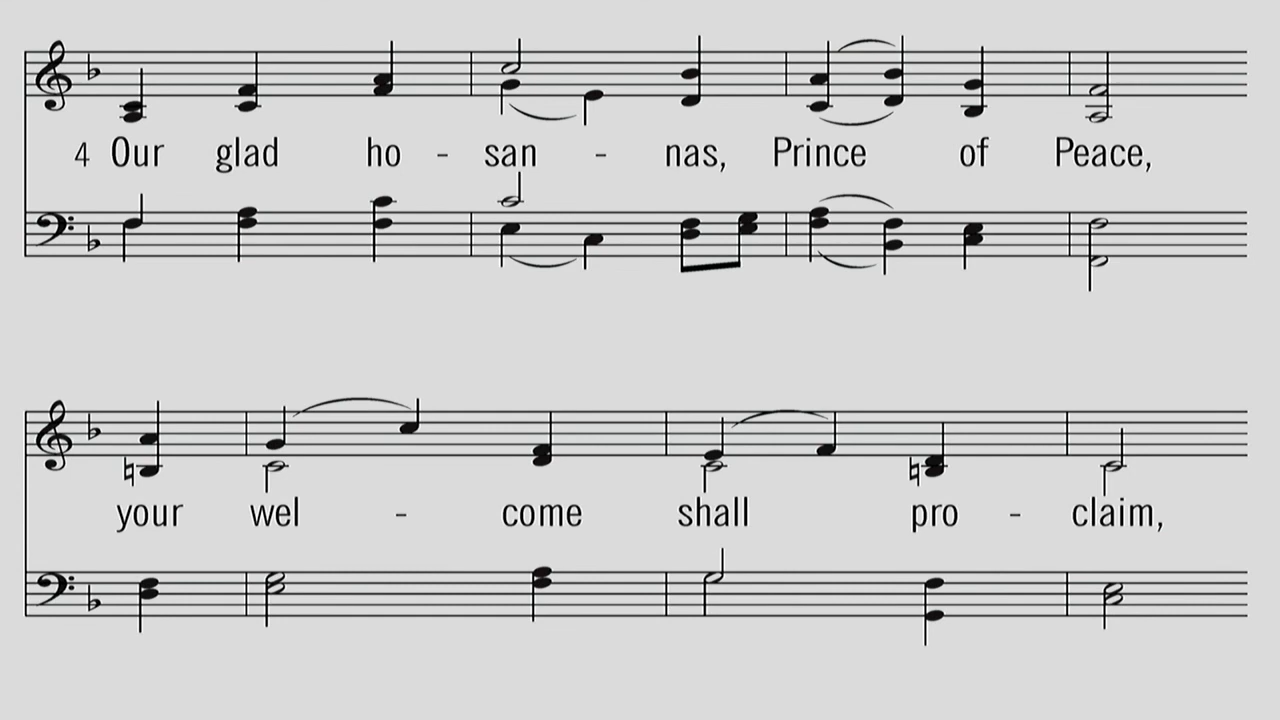 4 Our glad ho - san - nas, Prince of Peace,
your wel - come shall pro - claim,